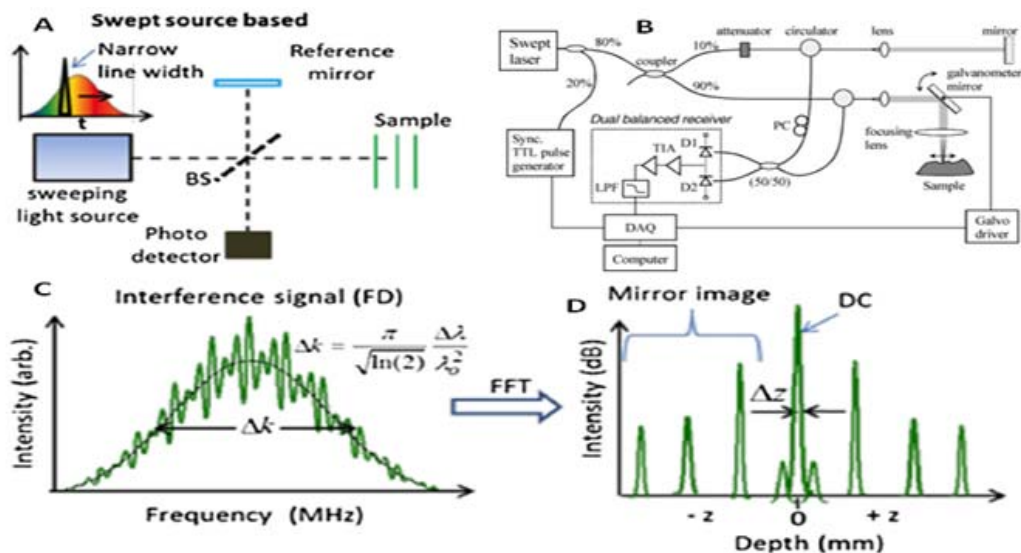 A
Swept source based
Narrow
line width
t
Reference
mirror
Sample
BS
sweeping
light source
Photo
detector
B
Swept
laser
80%
20%
coupler
10%
90%
attenuator
circulator
lens
mirror
galvanometer
mirror
focusing
lens
Sample
PC
Sync.
TTL pulse
generator
Dual balanced receiver
TIA
D1
D2
LPF
(50/50)
DAQ
Computer
Galvo
driver
C
Interference signal (FD)
Δk = π/√ln(2) Δλ/λ₀²
Δk
Intensity (arb.)
Frequency (MHz)
FFT
D
Mirror image
DC
Δz
Intensity (dB)
- z
0
+ z
Depth (mm)